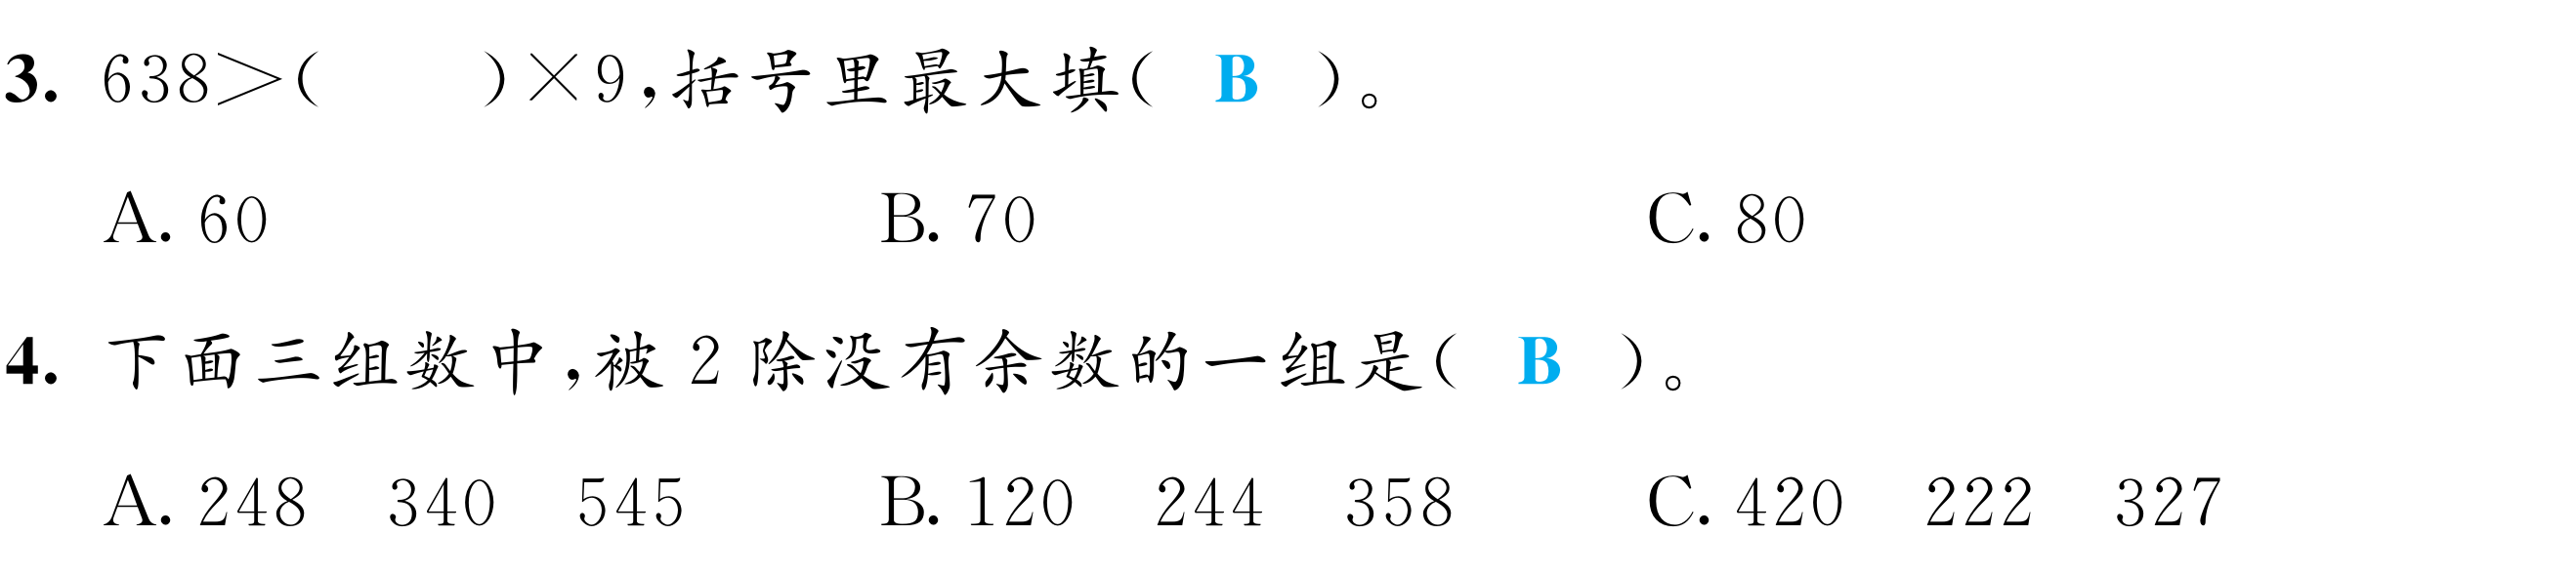 3. 638>(　　)×9,括号里最大填( B )。
A. 60　B. 70　C. 80
4. 下面三组数中,被 2 除没有余数的一组是( B )。
A. 248　340　545　B. 120　244　358　C. 420　222　327